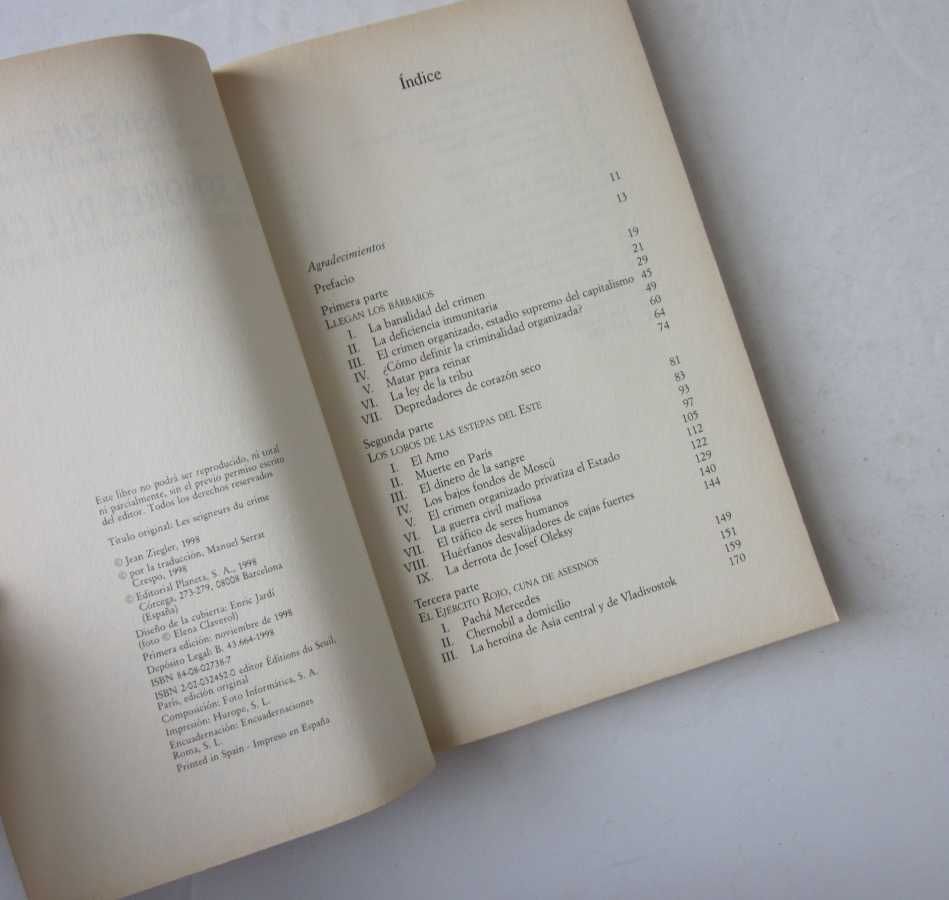 Este libro no podrá ser reproducido, ni total
ni parcialmente, sin el previo permiso escrito
del editor. Todos los derechos reservados
Título original: Les seigneurs du crime
© Jean Ziegler, 1998
© por la traducción, Manuel Serrat
Crespo, 1998
© Editorial Planeta, S. A., 1998
Córcega, 273-279, 08008 Barcelona
(España)
Diseño de la cubierta: Enric Jardí
(foto © Elena Claverol)
Primera edición: noviembre de 1998
Depósito Legal: B. 43.664-1998
ISBN 84-08-02738-7
ISBN 2-02-032452-0 editor Éditions du Seuil,
París, edición original
Composición: Foto Informática, S. A.
Impresión: Hurope, S. L.
Encuadernación: Encuadernaciones
Roma, S. L.
Printed in Spain - Impreso en España
Índice
Agradecimientos 11
Prefacio 13
Primera parte
LLEGAN LOS BÁRBAROS 19
I. La banalidad del crimen 21
II. La deficiencia inmunitaria 29
III. El crimen organizado, estadio supremo del capitalismo 45
IV. ¿Cómo definir la criminalidad organizada? 49
V. Matar para reinar 60
VI. La ley de la tribu 64
VII. Depredadores de corazón seco 74
Segunda parte
LOS LOBOS DE LAS ESTEPAS DEL ESTE 81
I. El Amo 83
II. Muerte en París 93
III. El dinero de la sangre 97
IV. Los bajos fondos de Moscú 105
V. El crimen organizado privatiza el Estado 112
VI. La guerra civil mafiosa 122
VII. El tráfico de seres humanos 129
VIII. Huérfanos desvalijadores de cajas fuertes 140
IX. La derrota de Josef Oleksy 144
Tercera parte
EL EJÉRCITO ROJO, CUNA DE ASESINOS 149
I. Pachá Mercedes 151
II. Chernobil a domicilio 159
III. La heroína de Asia central y de Vladivostok 170